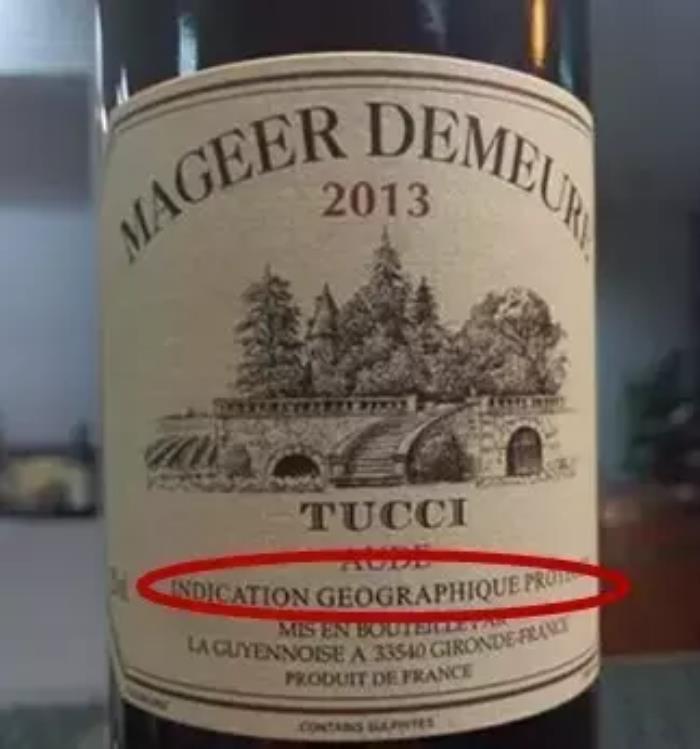 MAGEER DEMEURE
2013
TUCCI
AUDE
INDICATION GEOGRAPHIQUE
MIS EN BOUTEILLE PAR
LA GUYENNOISE A 33540 GIRONDE-FRANCE
PRODUIT DE FRANCE
CONTAINS SULPHITES